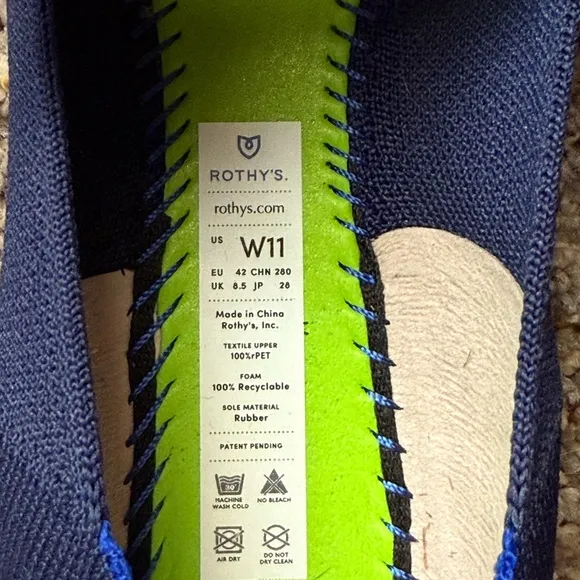 ROTHY'S.
rothys.com
US W11
EU 42 CHN 280
UK 8.5 JP 28
Made in China
Rothy's, Inc.
TEXTILE UPPER
100%rPET
FOAM
100% Recyclable
SOLE MATERIAL
Rubber
PATENT PENDING
30°
MACHINE WASH COLD
NO BLEACH
AIR DRY
DO NOT DRY CLEAN